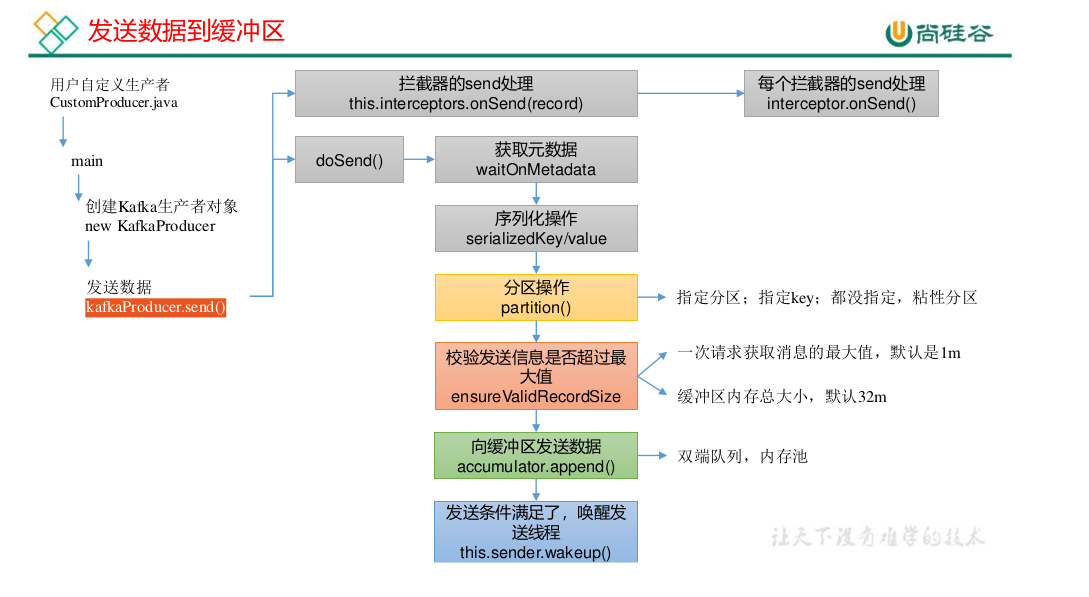 发送数据到缓冲区
尚硅谷
用户自定义生产者
CustomProducer.java
main
创建Kafka生产者对象
new KafkaProducer
发送数据
kafkaProducer.send()
拦截器的send处理
this.interceptors.onSend(record)
每个拦截器的send处理
interceptor.onSend()
doSend()
获取元数据
waitOnMetadata
序列化操作
serializedKey/value
分区操作
partition()
指定分区；指定key；都没指定，粘性分区
校验发送信息是否超过最
大值
ensureValidRecordSize
一次请求获取消息的最大值，默认是1m
缓冲区内存总大小，默认32m
向缓冲区发送数据
accumulator.append()
双端队列，内存池
发送条件满足了，唤醒发
送线程
this.sender.wakeup()
让天下没有难学的技术